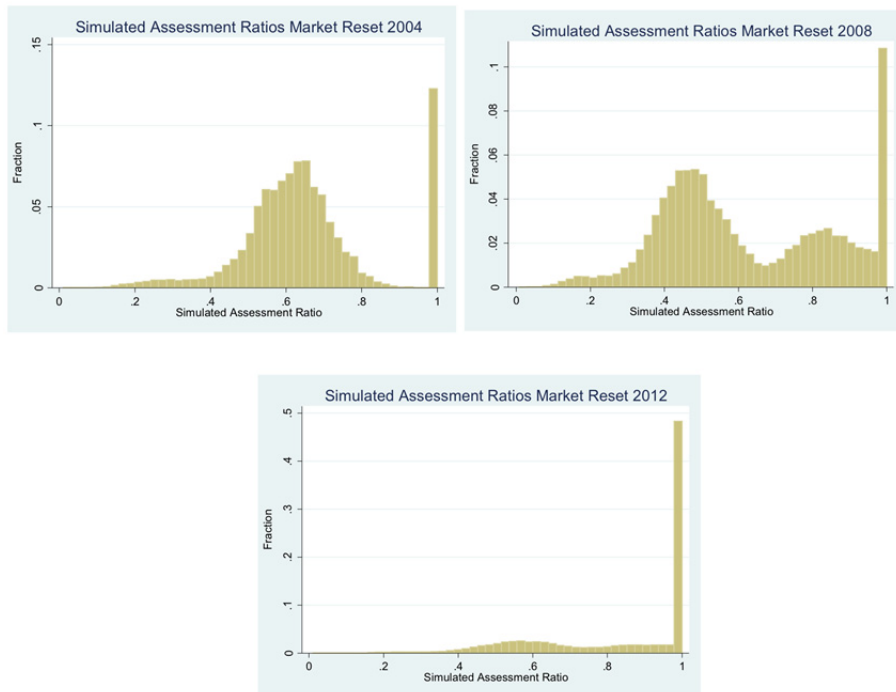 Simulated Assessment Ratios Market Reset 2004
.15
.1
.05
0
Fraction
0 .2 .4 .6 .8 1
Simulated Assessment Ratio
Simulated Assessment Ratios Market Reset 2008
.1
.08
.06
.04
.02
0
Fraction
0 .2 .4 .6 .8 1
Simulated Assessment Ratio
Simulated Assessment Ratios Market Reset 2012
.5
.4
.3
.2
.1
0
Fraction
0 .2 .4 .6 .8 1
Simulated Assessment Ratio